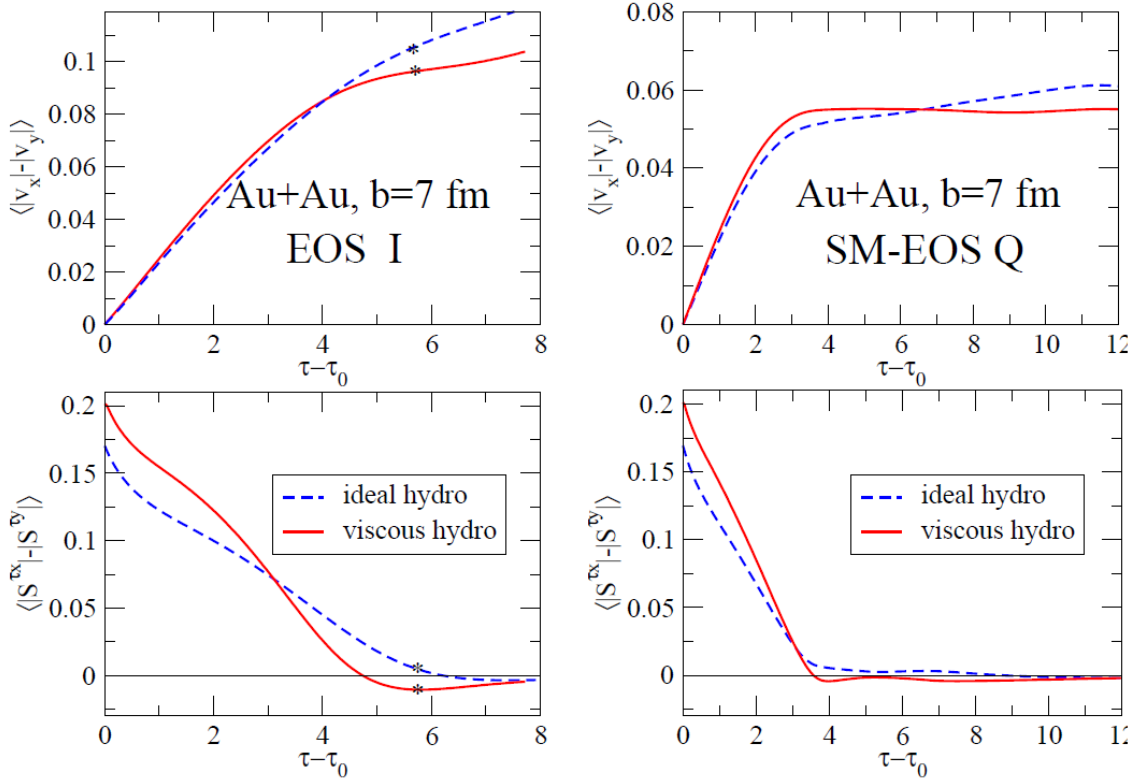 0.1
0.08
0.06
0.04
0.02
0
⟨|v_x|-|v_y|⟩
Au+Au, b=7 fm
EOS I
*
*
0 2 4 6 8
τ−τ_0
0.08
0.06
0.04
0.02
0
⟨|v_x|-|v_y|⟩
Au+Au, b=7 fm
SM-EOS Q
0 2 4 6 8 10 12
τ−τ_0
0.2
0.15
0.1
0.05
0
⟨|S^{τx}|-|S^{τy}|⟩
ideal hydro
viscous hydro
*
*
0 2 4 6 8
τ−τ_0
0.2
0.15
0.1
0.05
0
⟨|S^{τx}|-|S^{τy}|⟩
ideal hydro
viscous hydro
0 2 4 6 8 10 12
τ−τ_0